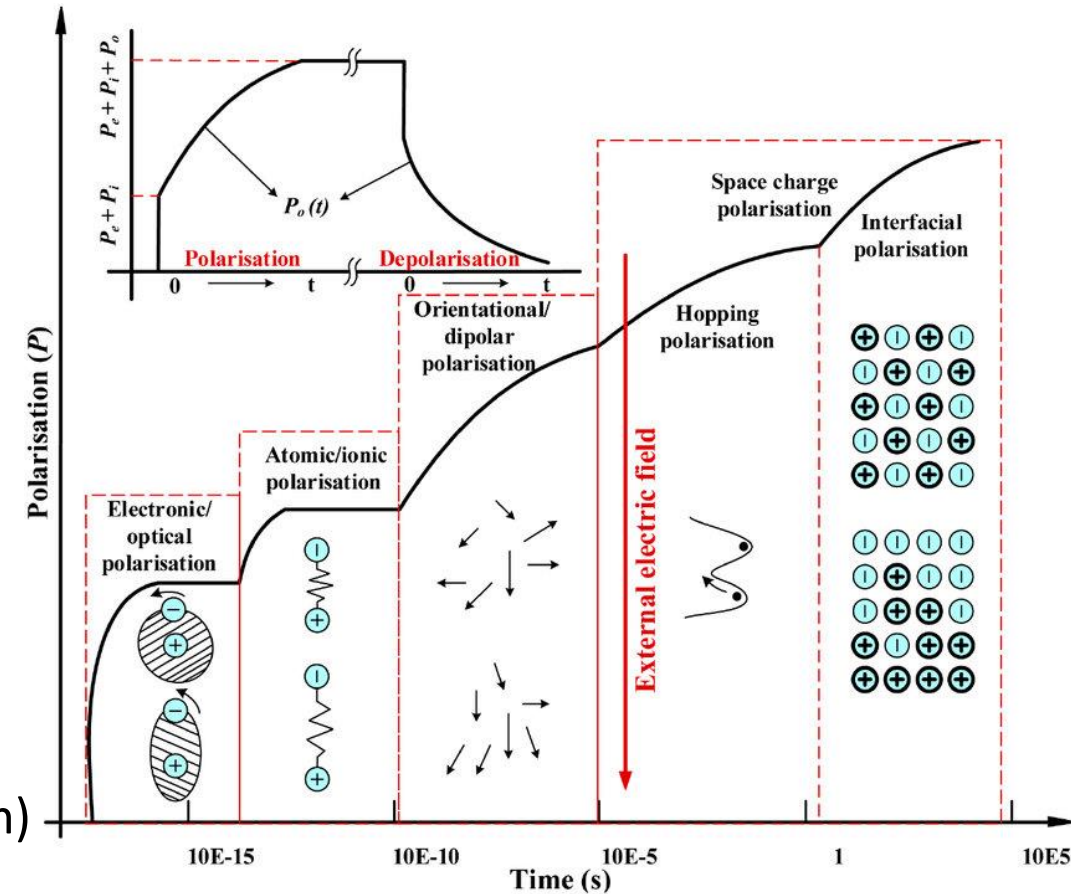 Polarisation (P)
Pe + Pi + Po
Pe + Pi
Po (t)
Polarisation
Depolarisation
0
t
0
t
Electronic/
optical
polarisation
Atomic/ionic
polarisation
Orientational/
dipolar
polarisation
Space charge
polarisation
Hopping
polarisation
Interfacial
polarisation
External electric field
n)
10E-15
10E-10
10E-5
1
10E5
Time (s)